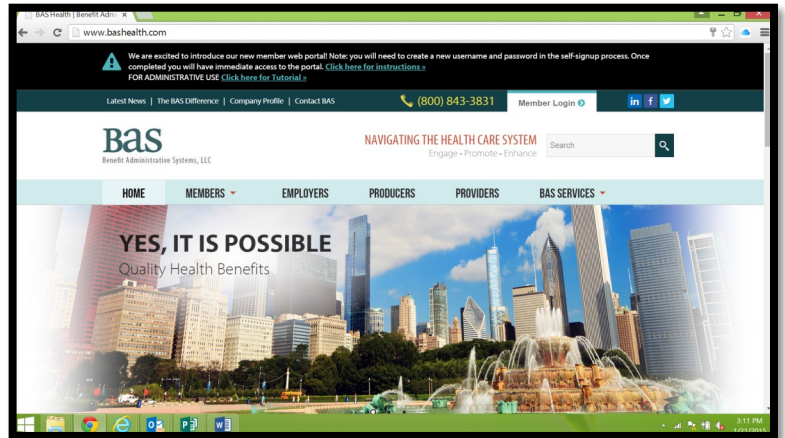 BAS Health | Benefit Admi
www.bashealth.com
We are excited to introduce our new member web portal! Note: you will need to create a new username and password in the self-signup process. Once
completed you will have immediate access to the portal. Click here for instructions »
FOR ADMINISTRATIVE USE Click here for Tutorial »
Latest News | The BAS Difference | Company Profile | Contact BAS
(800) 843-3831
Member Login
in f
Bas
Benefit Administrative Systems, LLC
NAVIGATING THE HEALTH CARE SYSTEM
Engage • Promote • Enhance
Search
HOME MEMBERS EMPLOYERS PRODUCERS PROVIDERS BAS SERVICES
YES, IT IS POSSIBLE
Quality Health Benefits
3:11 PM
1/21/2015